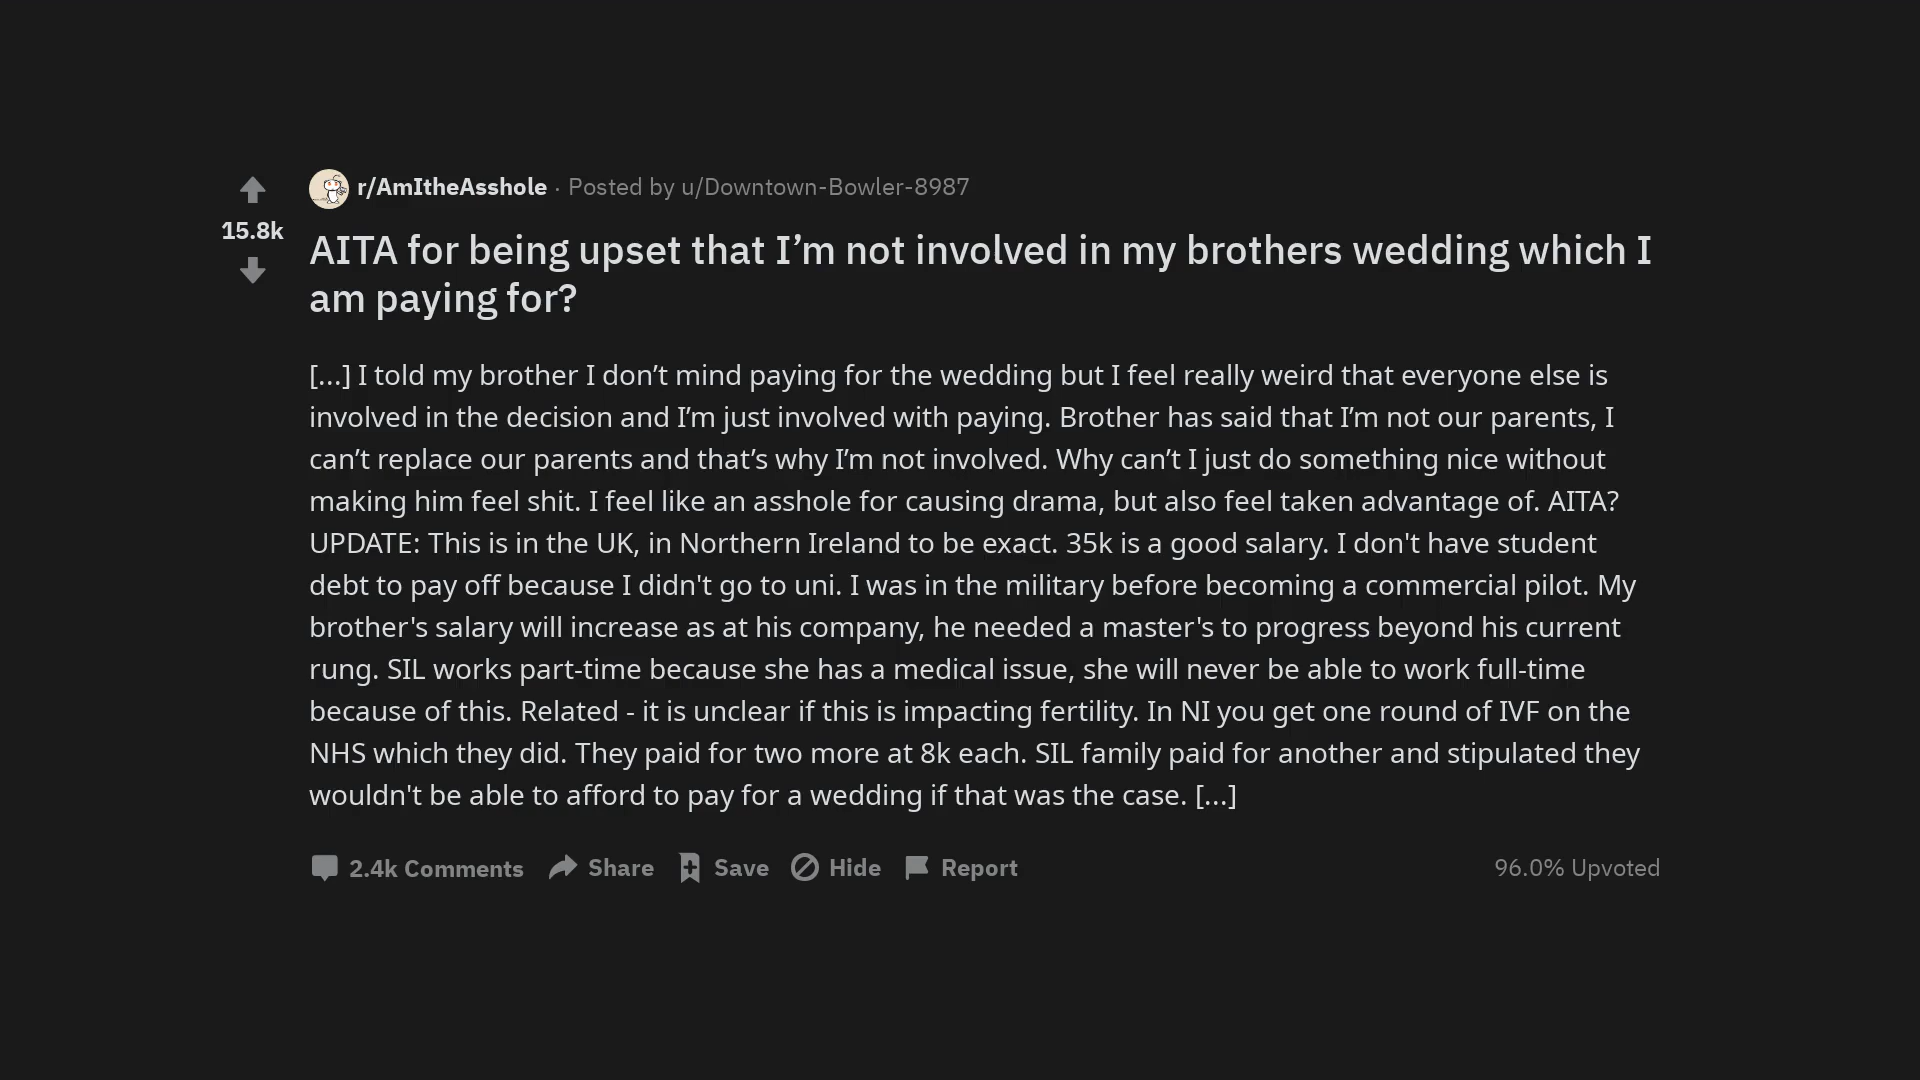 r/AmItheAsshole · Posted by u/Downtown-Bowler-8987
15.8k
AITA for being upset that I’m not involved in my brothers wedding which I
am paying for?
[...] I told my brother I don’t mind paying for the wedding but I feel really weird that everyone else is
involved in the decision and I’m just involved with paying. Brother has said that I’m not our parents, I
can’t replace our parents and that’s why I’m not involved. Why can’t I just do something nice without
making him feel shit. I feel like an asshole for causing drama, but also feel taken advantage of. AITA?
UPDATE: This is in the UK, in Northern Ireland to be exact. 35k is a good salary. I don't have student
debt to pay off because I didn't go to uni. I was in the military before becoming a commercial pilot. My
brother's salary will increase as at his company, he needed a master's to progress beyond his current
rung. SIL works part-time because she has a medical issue, she will never be able to work full-time
because of this. Related - it is unclear if this is impacting fertility. In NI you get one round of IVF on the
NHS which they did. They paid for two more at 8k each. SIL family paid for another and stipulated they
wouldn't be able to afford to pay for a wedding if that was the case. [...]
2.4k Comments Share Save Hide Report 96.0% Upvoted